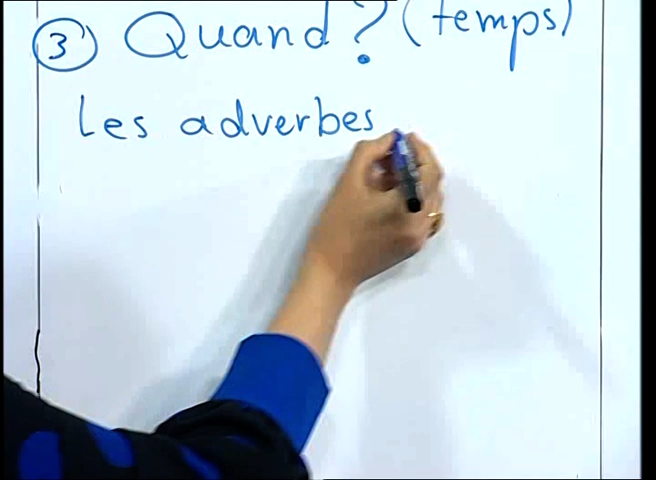 ③ Quand? (temps)
Les adverbes